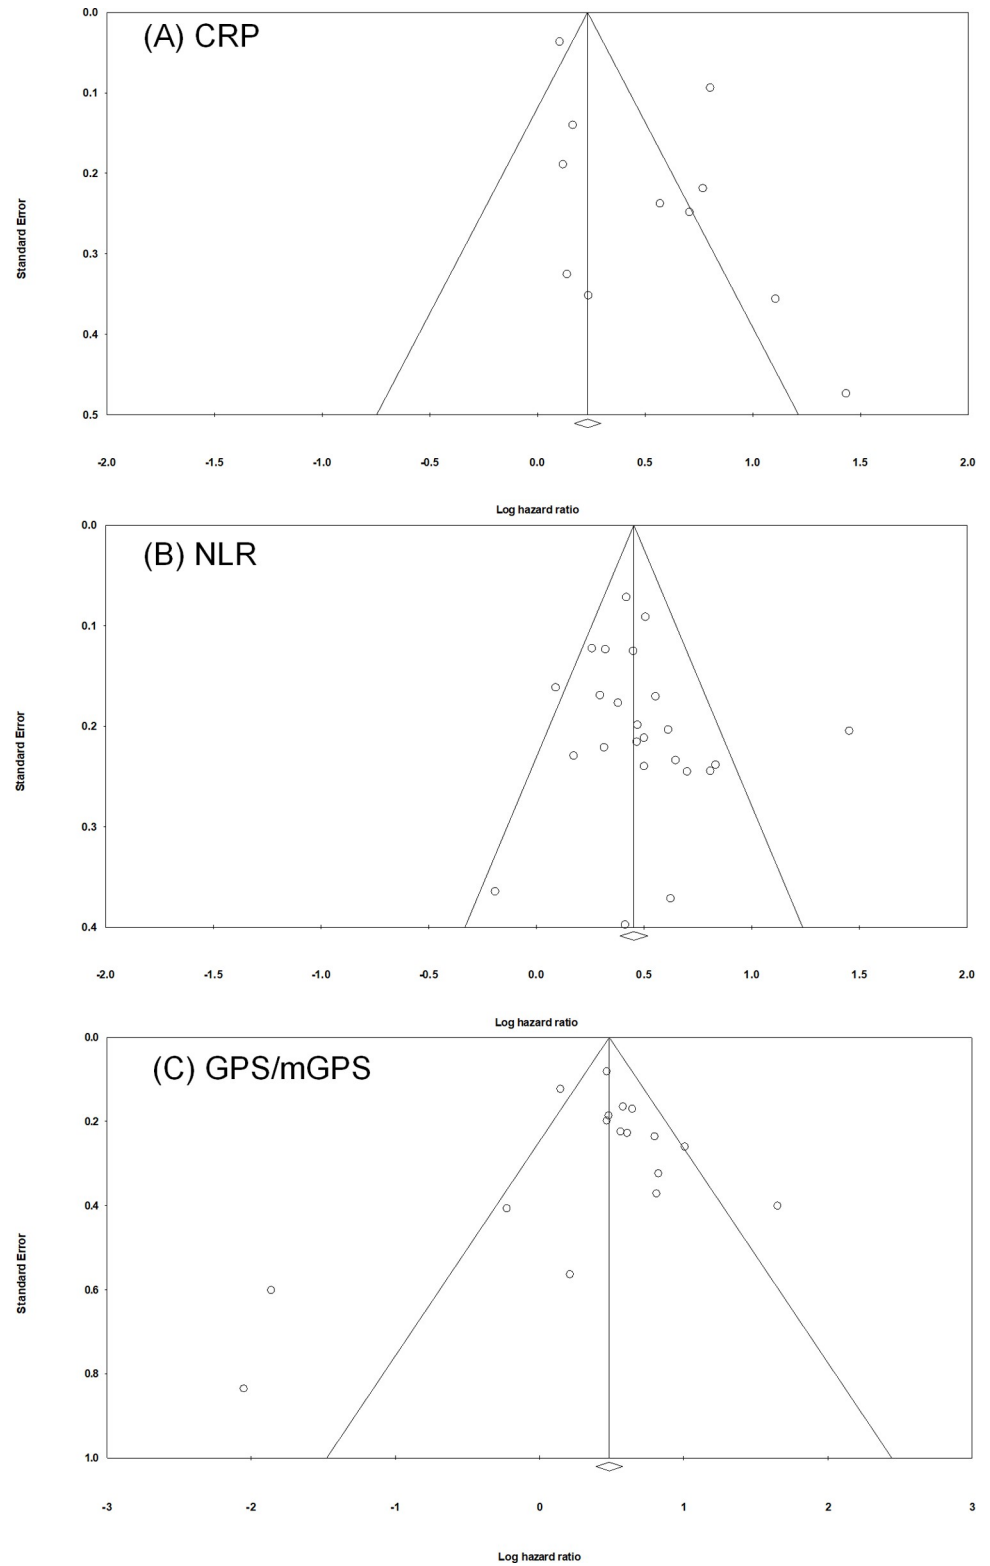 (A) CRP
Standard Error
0.0
0.1
0.2
0.3
0.4
0.5
-2.0 -1.5 -1.0 -0.5 0.0 0.5 1.0 1.5 2.0
Log hazard ratio
(B) NLR
Standard Error
0.0
0.1
0.2
0.3
0.4
-2.0 -1.5 -1.0 -0.5 0.0 0.5 1.0 1.5 2.0
Log hazard ratio
(C) GPS/mGPS
Standard Error
0.0
0.2
0.4
0.6
0.8
1.0
-3 -2 -1 0 1 2 3
Log hazard ratio